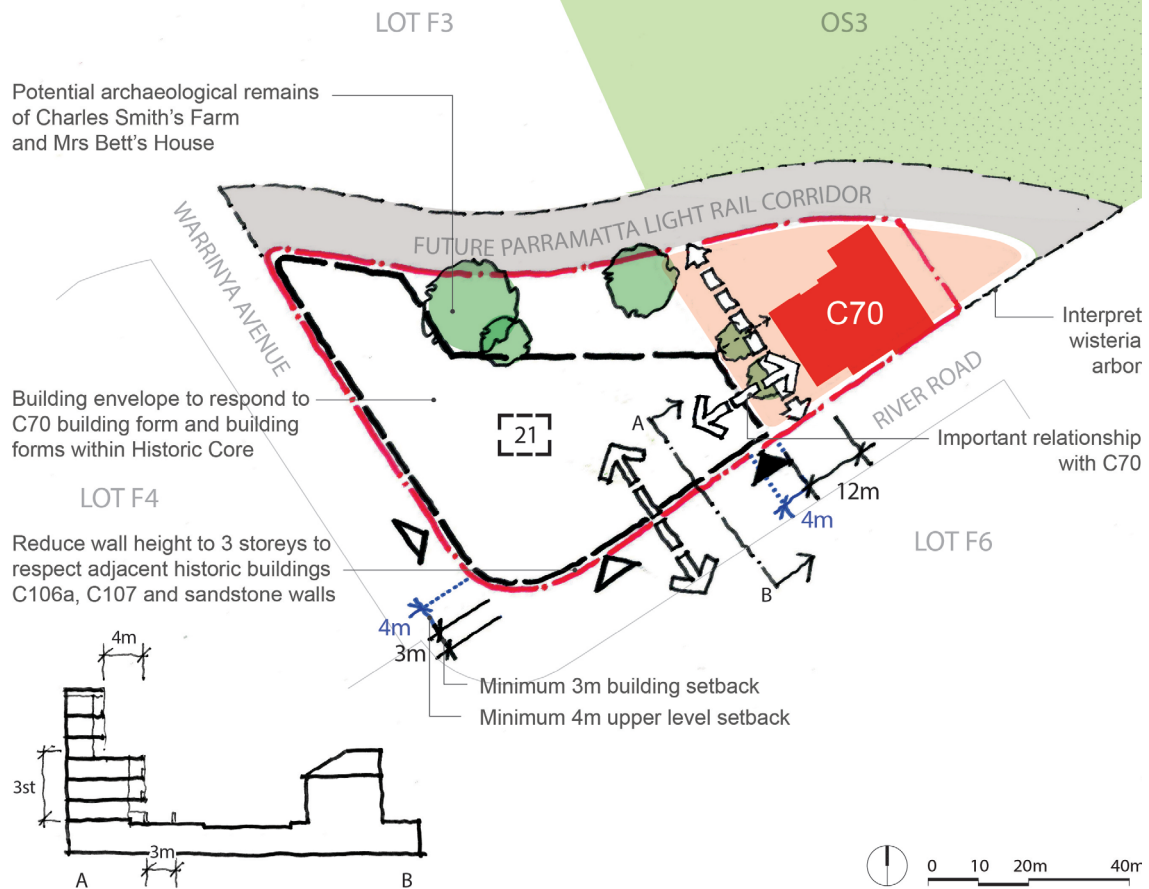 LOT F3
OS3
Potential archaeological remains
of Charles Smith's Farm
and Mrs Bett's House
WARRINYA AVENUE
FUTURE PARRAMATTA LIGHT RAIL CORRIDOR
C70
Interpret
wisteria
arbor
RIVER ROAD
Building envelope to respond to
C70 building form and building
forms within Historic Core
A
21
Important relationship
with C70
12m
4m
LOT F4
LOT F6
Reduce wall height to 3 storeys to
respect adjacent historic buildings
C106a, C107 and sandstone walls
B
4m
3m
4m
Minimum 3m building setback
Minimum 4m upper level setback
3st
3m
A
B
0 10 20m 40m